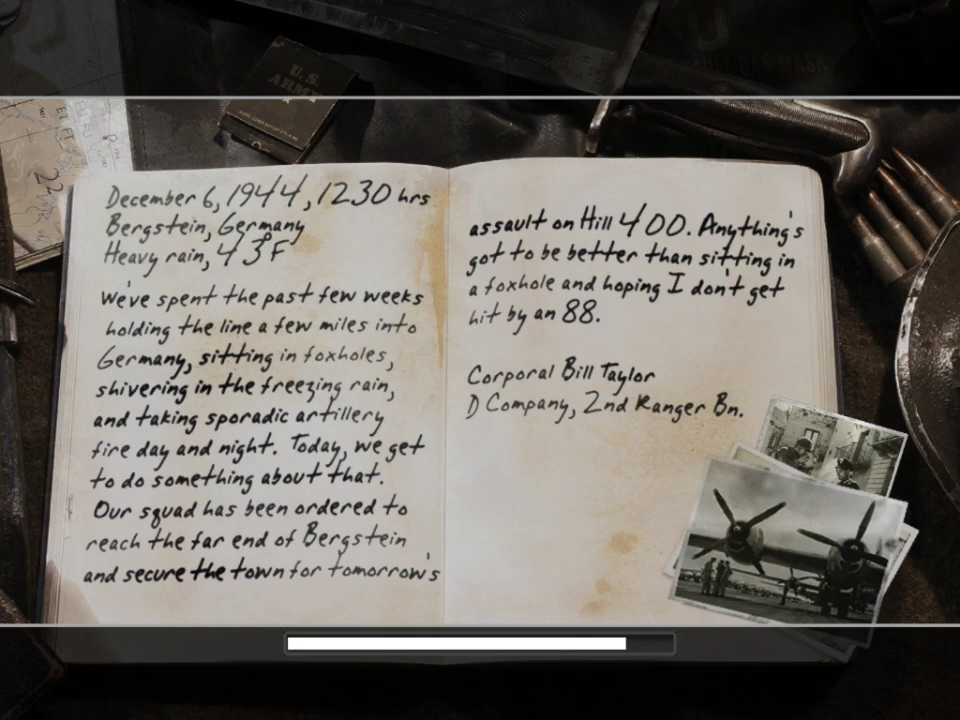 U.S.
ARMY
December 6, 1944, 1230 hrs
Bergstein, Germany
Heavy rain, 43F
We've spent the past few weeks
holding the line a few miles into
Germany, sitting in foxholes,
shivering in the freezing rain,
and taking sporadic artillery
fire day and night. Today, we get
to do something about that.
Our squad has been ordered to
reach the far end of Bergstein
and secure the town for tomorrow's
assault on Hill 400. Anything's
got to be better than sitting in
a foxhole and hoping I don't get
hit by an 88.
Corporal Bill Taylor
D Company, 2nd Ranger Bn.